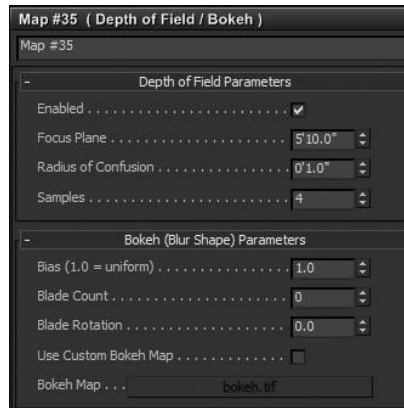 Map #35 ( Depth of Field / Bokeh )
Map #35
- Depth of Field Parameters
Enabled . . . . . . . . . . . . . . . . . . . . . . . .
Focus Plane . . . . . . . . . . . . . . . . . . . . . 5'10.0"
Radius of Confusion . . . . . . . . . . . . . . . 0'1.0"
Samples . . . . . . . . . . . . . . . . . . . . . . . . 4
- Bokeh (Blur Shape) Parameters
Bias (1.0 = uniform) . . . . . . . . . . . . . . . 1.0
Blade Count . . . . . . . . . . . . . . . . . . . . . 0
Blade Rotation . . . . . . . . . . . . . . . . . . . 0.0
Use Custom Bokeh Map . . . . . . . . . . . . .
Bokeh Map . . . bokeh.tif